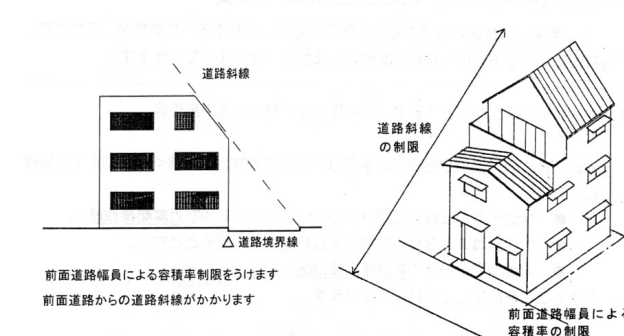 道路斜線
△ 道路境界線
前面道路幅員による容積率制限をうけます
前面道路からの道路斜線がかかります
道路斜線
の制限
前面道路幅員による
容積率の制限